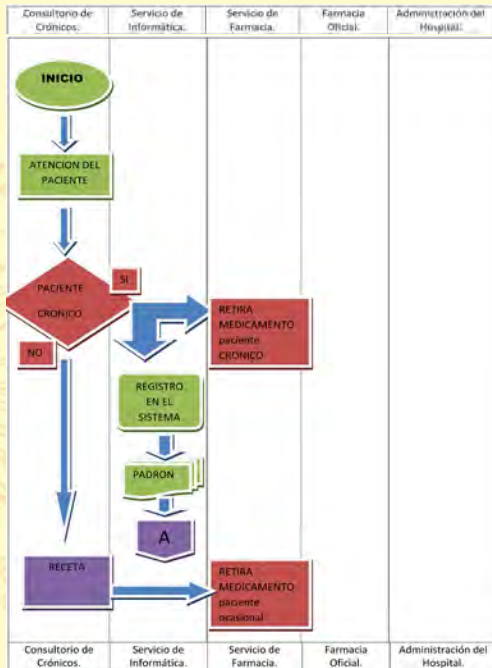 Consultorio de Crónicos.
Servicio de Informática.
Servicio de Farmacia.
Farmacia Oficial.
Administración del Hospital.
INICIO
ATENCION DEL
PACIENTE
PACIENTE
CRONICO
SI
NO
RETIRA
MEDICAMENTO
paciente
CRONICO
REGISTRO
EN EL
SISTEMA
PADRON
A
RECETA
RETIRA
MEDICAMENTO
paciente
ocasional
Consultorio de Crónicos.
Servicio de Informática.
Servicio de Farmacia.
Farmacia Oficial.
Administración del Hospital.